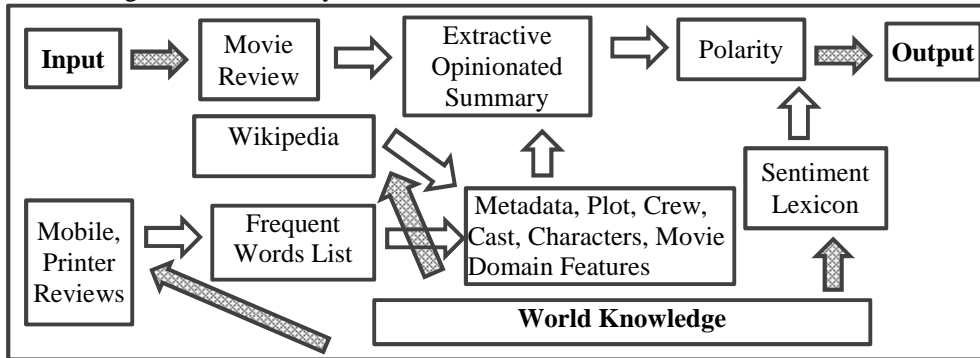 Input
Movie
Review
Extractive
Opinionated
Summary
Polarity
Output
Wikipedia
Sentiment
Lexicon
Mobile,
Printer
Reviews
Frequent
Words List
Metadata, Plot, Crew,
Cast, Characters, Movie
Domain Features
World Knowledge